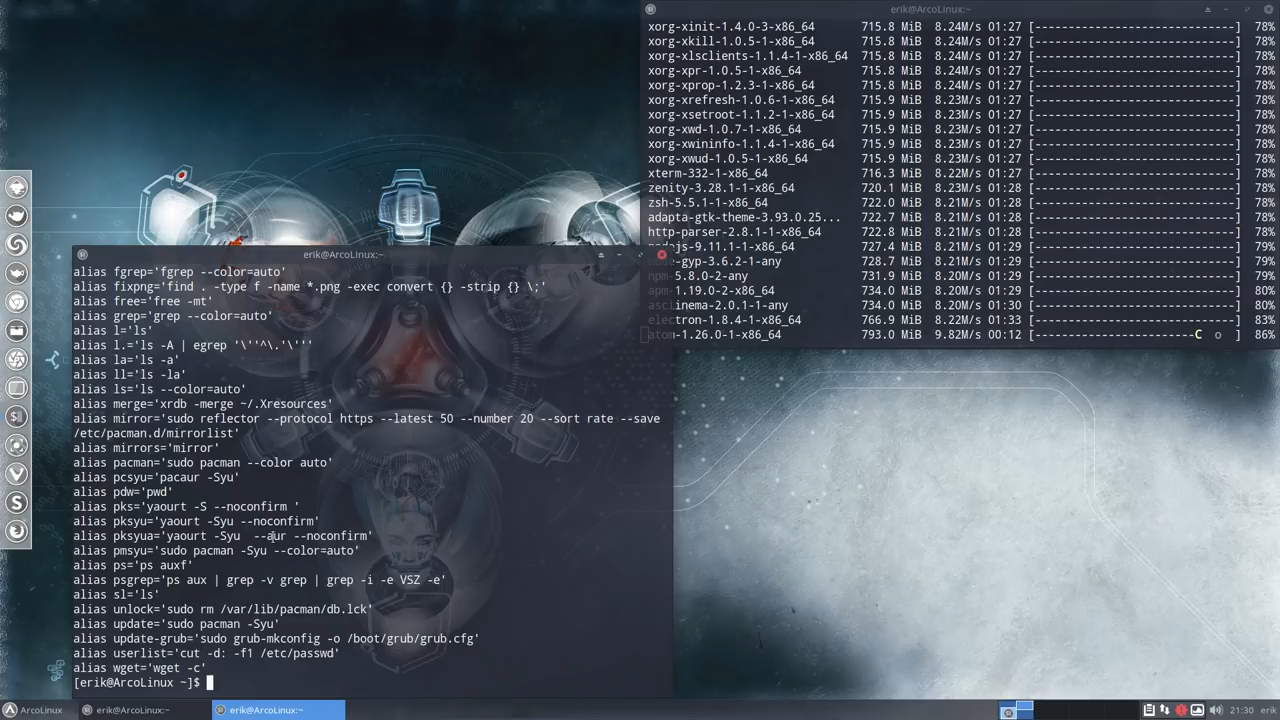 erik@ArcoLinux:~
xorg-xinit-1.4.0-3-x86_64 715.8 MiB 8.24M/s 01:27 [-------------------------------] 78%
xorg-xkill-1.0.5-1-x86_64 715.8 MiB 8.24M/s 01:27 [-------------------------------] 78%
xorg-xlsclients-1.1.4-1-x86_64 715.8 MiB 8.24M/s 01:27 [-------------------------------] 78%
xorg-xpr-1.0.5-1-x86_64 715.8 MiB 8.24M/s 01:27 [-------------------------------] 78%
xorg-xprop-1.2.3-1-x86_64 715.8 MiB 8.24M/s 01:27 [-------------------------------] 78%
xorg-xrefresh-1.0.6-1-x86_64 715.9 MiB 8.23M/s 01:27 [-------------------------------] 78%
xorg-xsetroot-1.1.2-1-x86_64 715.9 MiB 8.23M/s 01:27 [-------------------------------] 78%
xorg-xwd-1.0.7-1-x86_64 715.9 MiB 8.23M/s 01:27 [-------------------------------] 78%
xorg-xwininfo-1.1.4-1-x86_64 715.9 MiB 8.23M/s 01:27 [-------------------------------] 78%
xorg-xwud-1.0.5-1-x86_64 715.9 MiB 8.23M/s 01:27 [-------------------------------] 78%
xterm-332-1-x86_64 716.3 MiB 8.22M/s 01:27 [-------------------------------] 78%
zenity-3.28.1-1-x86_64 720.1 MiB 8.23M/s 01:28 [-------------------------------] 78%
zsh-5.5.1-1-x86_64 722.0 MiB 8.21M/s 01:28 [-------------------------------] 78%
adapta-gtk-theme-3.93.0.25... 722.7 MiB 8.21M/s 01:28 [-------------------------------] 78%
http-parser-2.8.1-1-x86_64 722.8 MiB 8.21M/s 01:28 [-------------------------------] 78%
nodejs-9.11.1-1-x86_64 727.4 MiB 8.21M/s 01:29 [-------------------------------] 79%
node-gyp-3.6.2-1-any 728.7 MiB 8.21M/s 01:29 [-------------------------------] 79%
npm-5.8.0-2-any 731.9 MiB 8.20M/s 01:29 [-------------------------------] 79%
apm-1.19.0-2-x86_64 734.0 MiB 8.21M/s 01:29 [-------------------------------] 80%
asciinema-2.0.1-1-any 734.0 MiB 8.20M/s 01:30 [-------------------------------] 80%
electron-1.8.4-1-x86_64 766.9 MiB 8.22M/s 01:33 [-------------------------------] 83%
atom-1.26.0-1-x86_64 793.0 MiB 9.82M/s 00:12 [-------------------------C  o  ] 86%
erik@ArcoLinux:~
alias fgrep='fgrep --color=auto'
alias fixpng='find . -type f -name *.png -exec convert {} -strip {} \;'
alias free='free -mt'
alias grep='grep --color=auto'
alias l='ls'
alias l.='ls -A | egrep '\''^\.'\'''
alias la='ls -a'
alias ll='ls -la'
alias ls='ls --color=auto'
alias merge='xrdb -merge ~/.Xresources'
alias mirror='sudo reflector --protocol https --latest 50 --number 20 --sort rate --save
/etc/pacman.d/mirrorlist'
alias mirrors='mirror'
alias pacman='sudo pacman --color auto'
alias pcsyu='pacaur -Syu'
alias pdw='pwd'
alias pks='yaourt -S --noconfirm '
alias pksyu='yaourt -Syu --noconfirm'
alias pksyua='yaourt -Syu  --aur --noconfirm'
alias pmsyu='sudo pacman -Syu --color=auto'
alias ps='ps auxf'
alias psgrep='ps aux | grep -v grep | grep -i -e VSZ -e'
alias sl='ls'
alias unlock='sudo rm /var/lib/pacman/db.lck'
alias update='sudo pacman -Syu'
alias update-grub='sudo grub-mkconfig -o /boot/grub/grub.cfg'
alias userlist='cut -d: -f1 /etc/passwd'
alias wget='wget -c'
[erik@ArcoLinux ~]$
ArcoLinux erik@ArcoLinux:~ erik@ArcoLinux:~ 21:30 erik